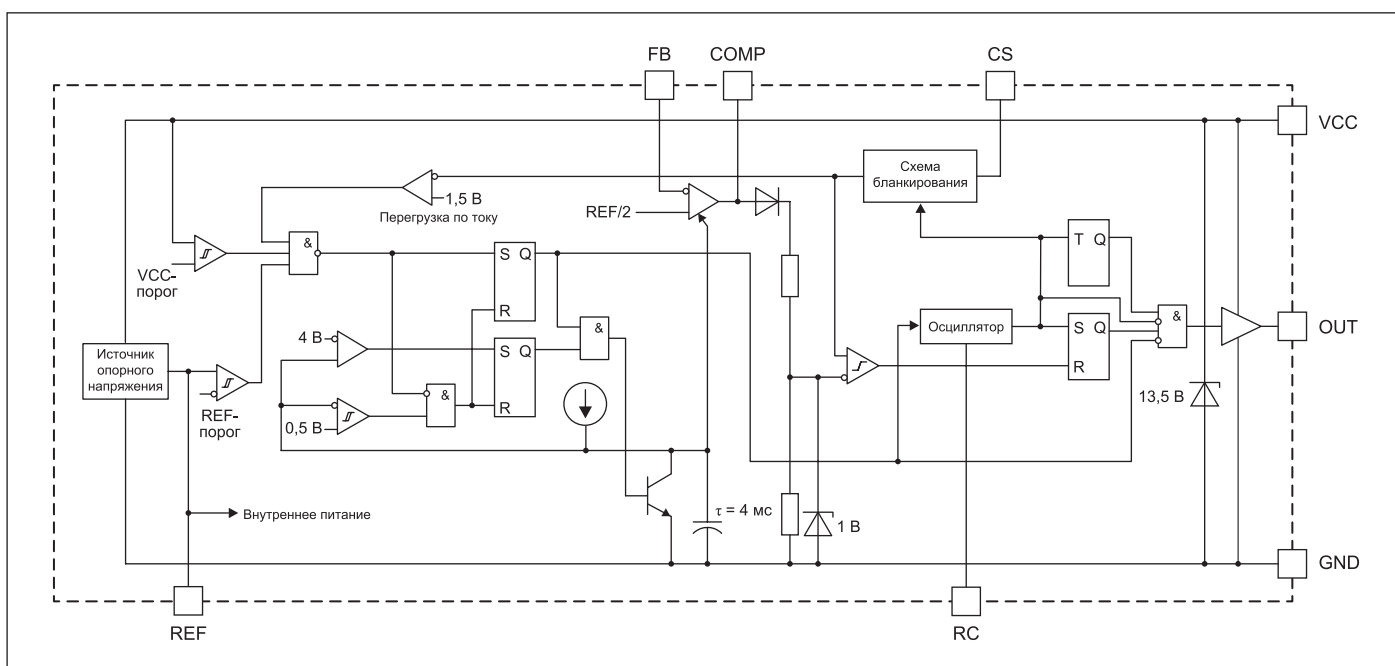 FB
COMP
CS
VCC
Схема
бланкирования
1,5 В
Перегрузка по току
REF/2
&
T Q
VCC-
порог
S Q
R
&
Осциллятор
S Q
R
&
OUT
4 В
S Q
R
Источник
опорного
напряжения
&
REF-
порог
0,5 В
13,5 В
τ = 4 мс
1 В
Внутреннее питание
GND
REF
RC